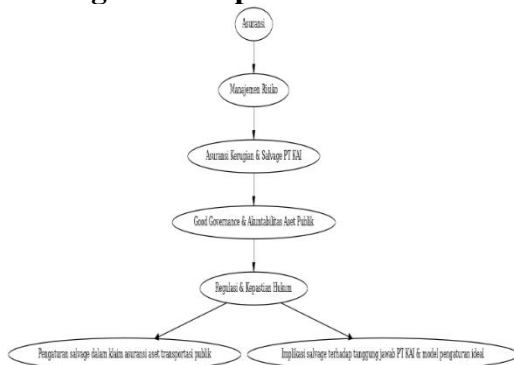 Asuransi
Manajemen Risiko
Asuransi Kerugian & Salvage PT KAI
Good Governance & Akuntabilitas Aset Publik
Regulasi & Kepastian Hukum
Pengaturan salvage dalam klaim asuransi aset transportasi publik
Implikasi salvage terhadap tanggung jawab PT KAI & model pengaturan ideal